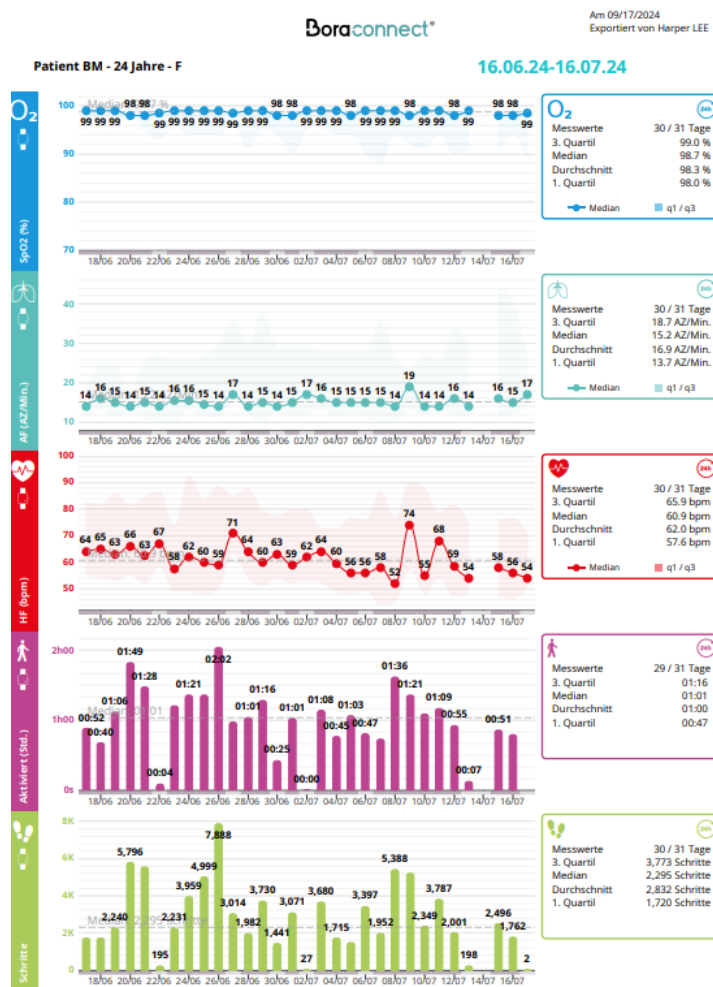 Boraconnect®
Am 09/17/2024
Exportiert von Harper LEE
Patient BM - 24 Jahre - F
16.06.24-16.07.24
O₂
SpO2 (%)
100
90
80
70
98 98 98 98 98 98 98 98 98
99 99 99 99 99 99 99 99 99 99 99 99 99 99 99 99 99 99
18/06 20/06 22/06 24/06 26/06 28/06 30/06 02/07 04/07 06/07 08/07 10/07 12/07 14/07 16/07
O₂
24h
Messwerte 30 / 31 Tage
3. Quartil 99.0 %
Median 98.7 %
Durchschnitt 98.3 %
1. Quartil 98.0 %
Median q1 / q3
AF (AZ/Min.)
40
30
20
10
14 16 15 14 15 14 16 16 15 14 17 14 15 14 15 17 16 15 15 15 15 14 19 14 14 16 14 16 15 17
18/06 20/06 22/06 24/06 26/06 28/06 30/06 02/07 04/07 06/07 08/07 10/07 12/07 14/07 16/07
24h
Messwerte 30 / 31 Tage
3. Quartil 18.7 AZ/Min.
Median 15.2 AZ/Min.
Durchschnitt 16.9 AZ/Min.
1. Quartil 13.7 AZ/Min.
Median q1 / q3
HF (bpm)
100
90
80
70
60
50
64 65 63 66 63 67 58 62 60 59 71 64 60 63 59 62 64 60 56 56 58 52 74 55 68 59 54 58 56 54
18/06 20/06 22/06 24/06 26/06 28/06 30/06 02/07 04/07 06/07 08/07 10/07 12/07 14/07 16/07
24h
Messwerte 30 / 31 Tage
3. Quartil 65.9 bpm
Median 60.9 bpm
Durchschnitt 62.0 bpm
1. Quartil 57.6 bpm
Median q1 / q3
Aktiviert (Std.)
2h00
1h00
0s
Median 01:01
00:52 00:40 01:06 01:49 01:28 00:04 01:21 02:02 01:01 01:16 00:25 01:01 00:00 01:08 00:45 01:03 00:47 01:36 01:21 01:09 00:55 00:07 00:51
18/06 20/06 22/06 24/06 26/06 28/06 30/06 02/07 04/07 06/07 08/07 10/07 12/07 14/07 16/07
24h
Messwerte 29 / 31 Tage
3. Quartil 01:16
Median 01:01
Durchschnitt 01:00
1. Quartil 00:47
Schritte
8K
6K
4K
2K
0
Median 2,295 Schritte
2,240 5,796 195 2,231 3,959 4,999 7,888 3,014 1,982 3,730 1,441 3,071 27 3,680 1,715 3,397 1,952 5,388 2,349 3,787 2,001 198 2,496 1,762 2
18/06 20/06 22/06 24/06 26/06 28/06 30/06 02/07 04/07 06/07 08/07 10/07 12/07 14/07 16/07
24h
Messwerte 30 / 31 Tage
3. Quartil 3,773 Schritte
Median 2,295 Schritte
Durchschnitt 2,832 Schritte
1. Quartil 1,720 Schritte